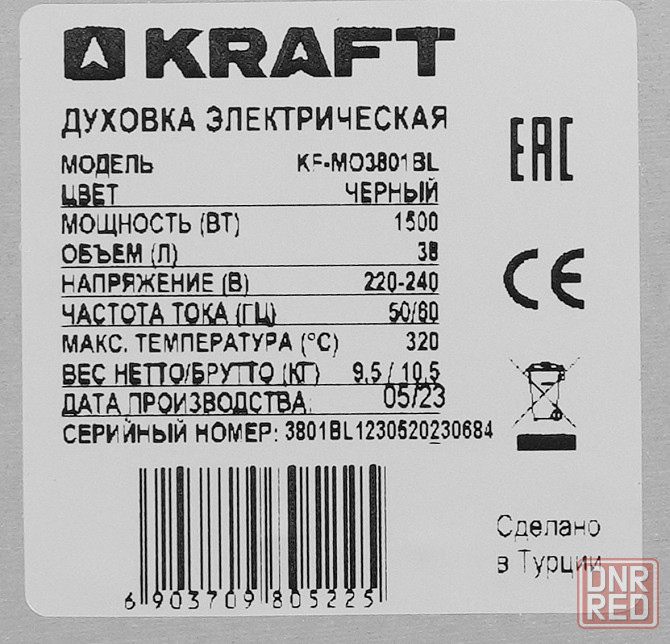 KRAFT
ДУХОВКА ЭЛЕКТРИЧЕСКАЯ
МОДЕЛЬ KF-MO3801BL
ЦВЕТ ЧЕРНЫЙ
МОЩНОСТЬ (ВТ) 1500
ОБЪЕМ (Л) 38
НАПРЯЖЕНИЕ (В) 220-240
ЧАСТОТА ТОКА (ГЦ) 50/60
МАКС. ТЕМПЕРАТУРА (°C) 320
ВЕС НЕТТО/БРУТТО (КГ) 9,5 / 10,5
ДАТА ПРОИЗВОДСТВА: 05/23
СЕРИЙНЫЙ НОМЕР: 3801BL1230520230684
EAC
CE
6 903709 805225
Сделано
в Турции
DNR
RED